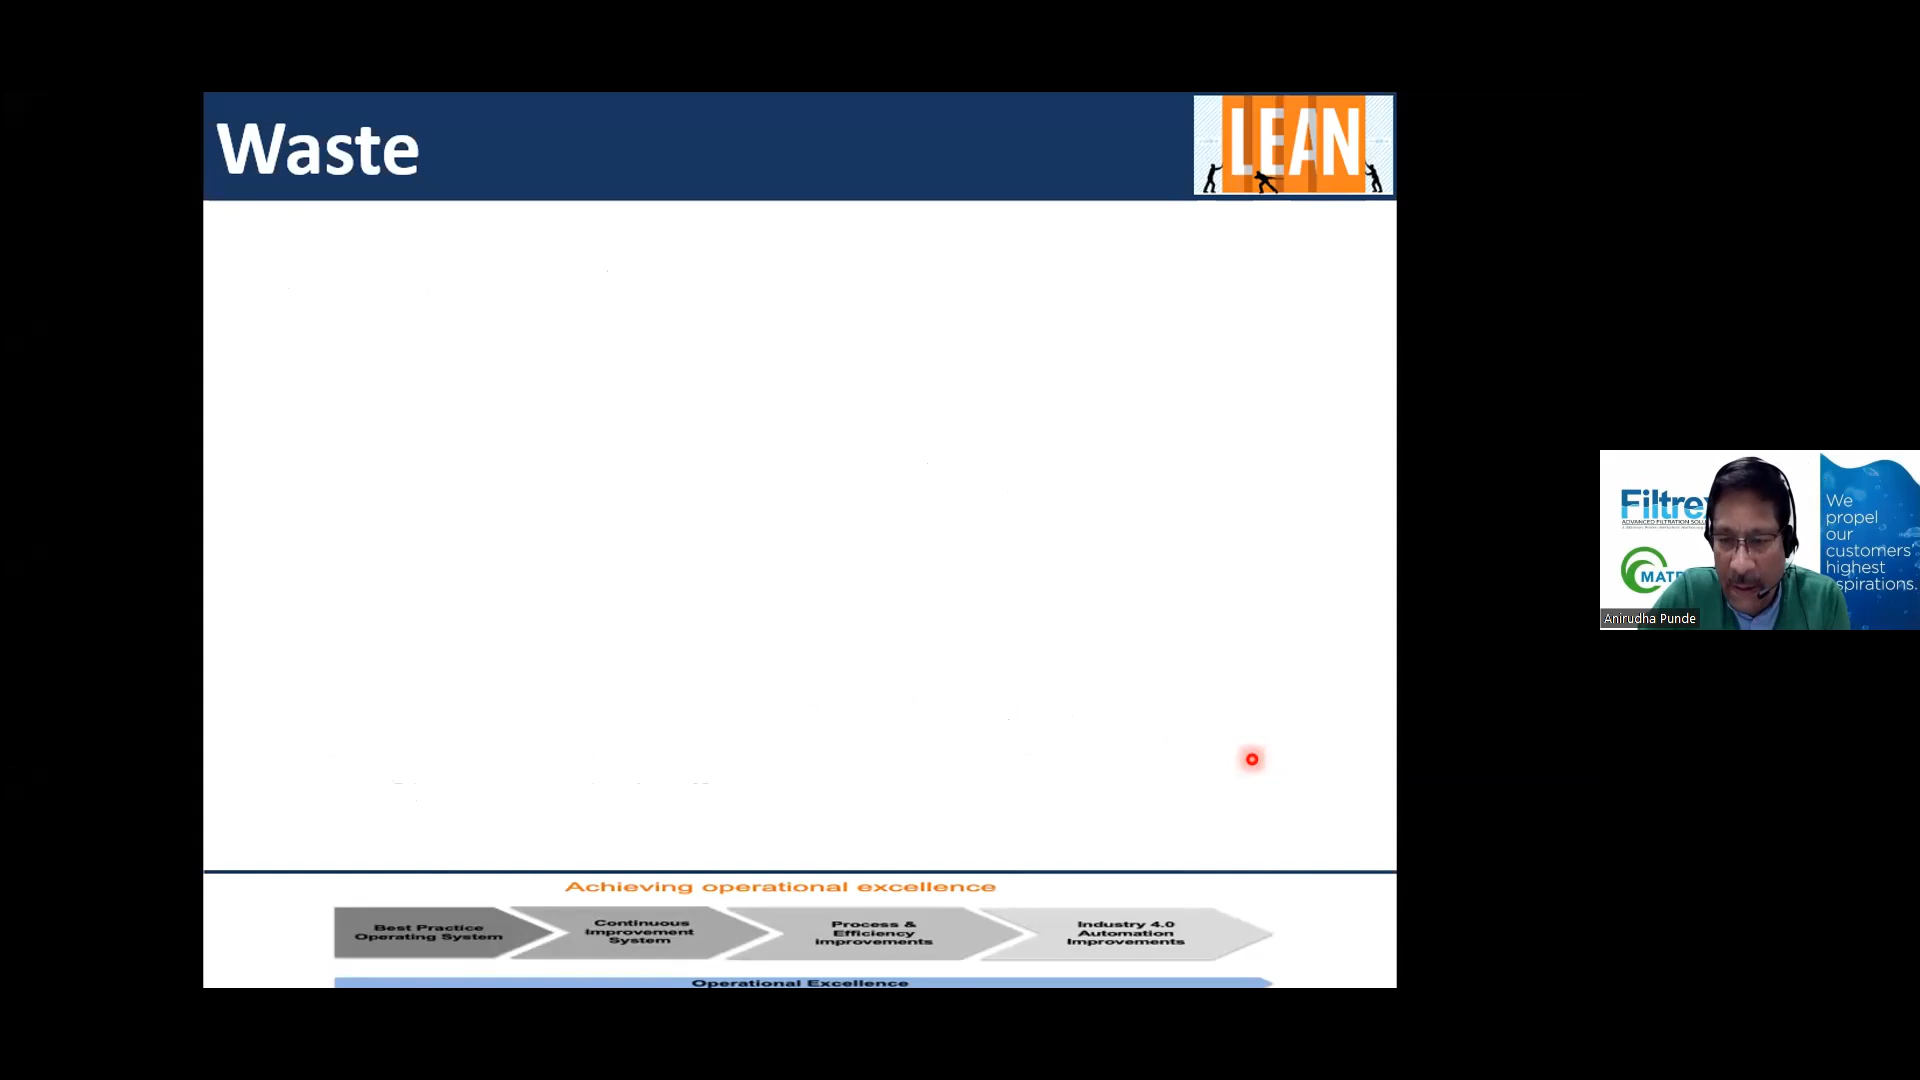 Waste
LEAN
Achieving operational excellence
Best Practice
Operating System
Continuous
Improvement
System
Process &
Efficiency
improvements
Industry 4.0
Automation
Improvements
Operational Excellence
Filtre
ADVANCED FILTRATION SOLU
MAT
We
propel
our
customers'
highest
spirations.
Anirudha Punde